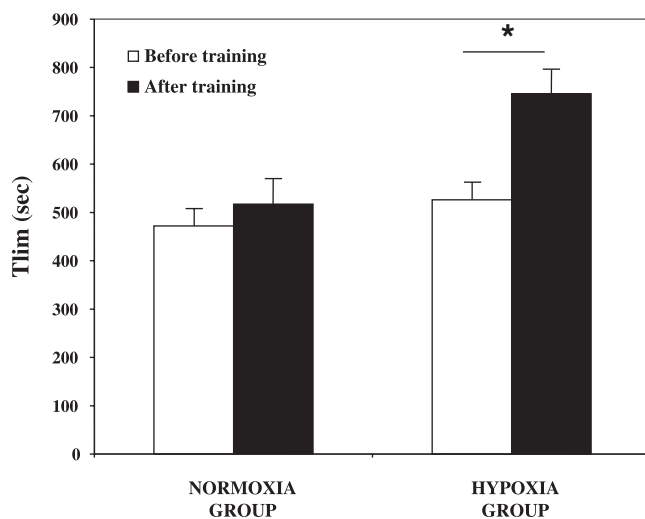 900
800
700
600
500
400
300
200
100
0
Tlim (sec)
Before training
After training
*
NORMOXIA
GROUP
HYPOXIA
GROUP